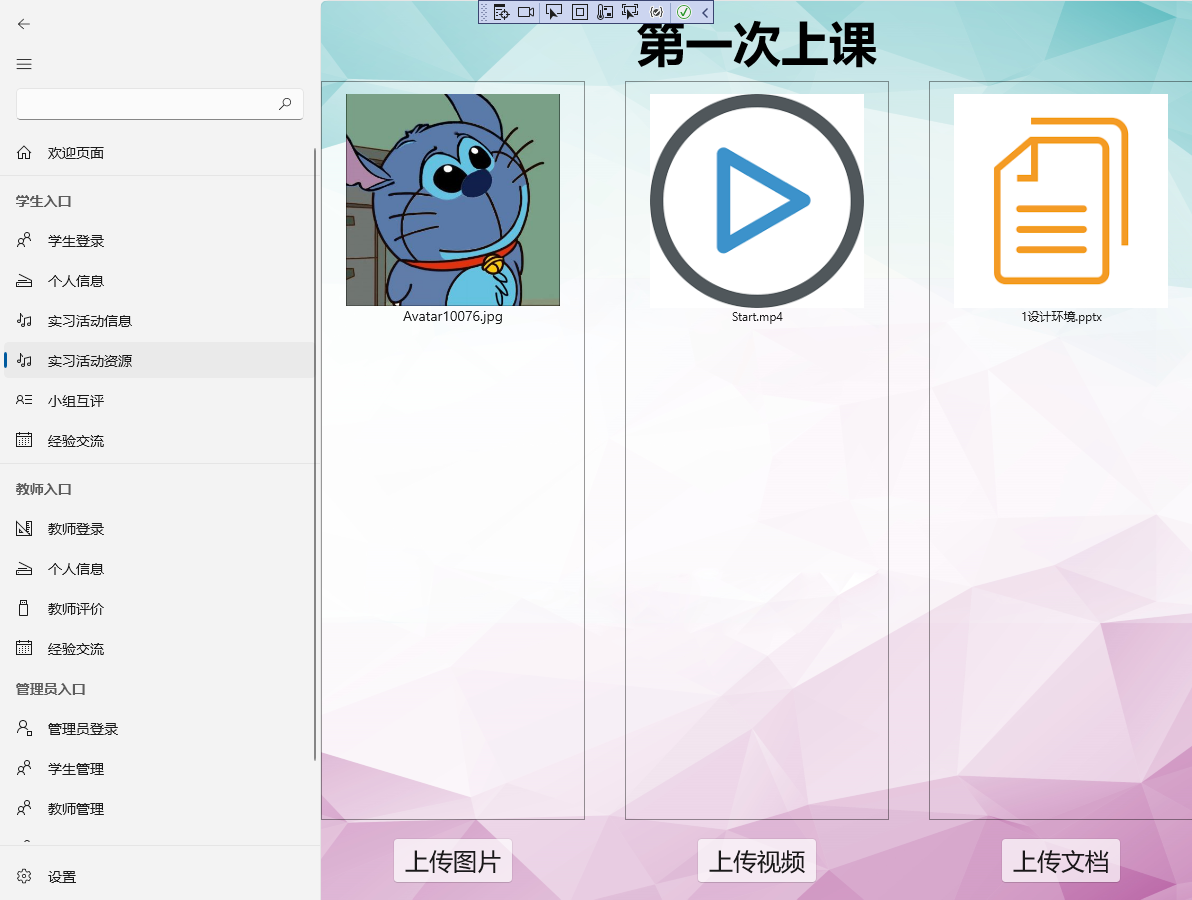 欢迎页面
学生入口
学生登录
个人信息
实习活动信息
实习活动资源
小组互评
经验交流
教师入口
教师登录
个人信息
教师评价
经验交流
管理员入口
管理员登录
学生管理
教师管理
设置
第一次上课
Avatar10076.jpg
Start.mp4
1设计环境.pptx
上传图片
上传视频
上传文档